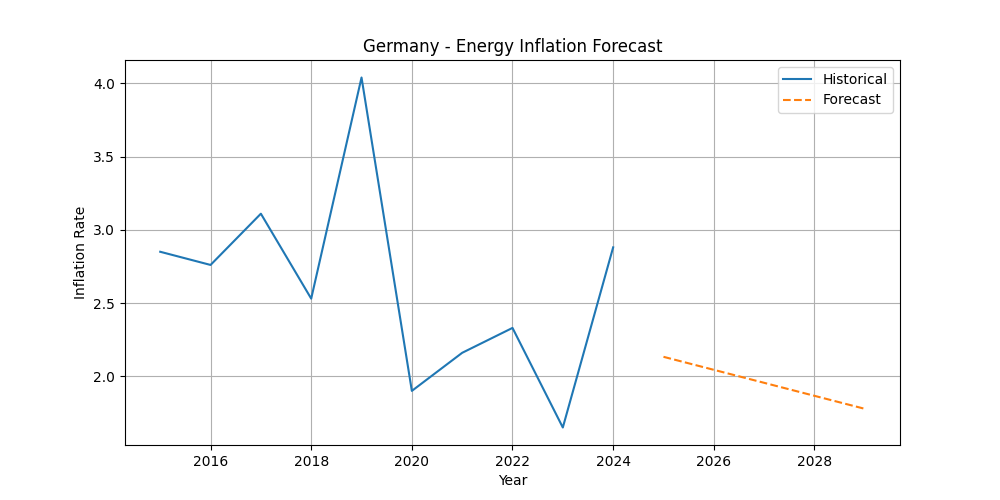 Germany - Energy Inflation Forecast
Historical
Forecast
4.0
3.5
3.0
2.5
2.0
Inflation Rate
2016 2018 2020 2022 2024 2026 2028
Year